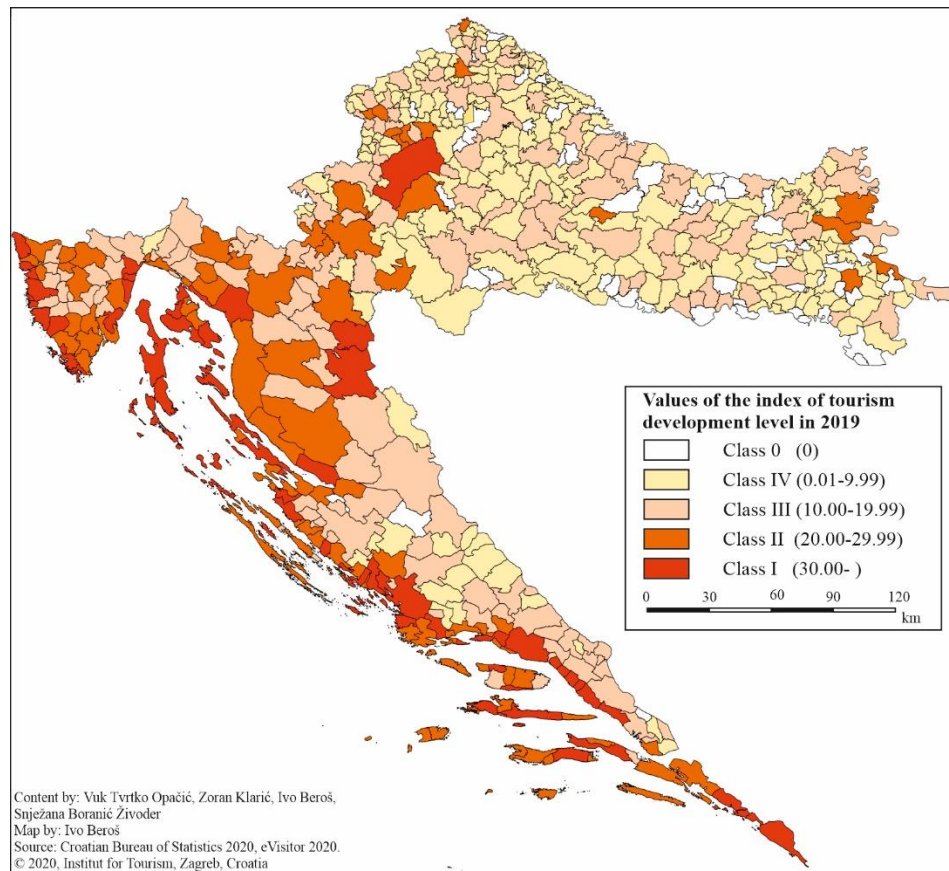 Values of the index of tourism
development level in 2019
Class 0 (0)
Class IV (0.01-9.99)
Class III (10.00-19.99)
Class II (20.00-29.99)
Class I (30.00- )
0 30 60 90 120
km
Content by: Vuk Tvrtko Opačić, Zoran Klarić, Ivo Beroš,
Snježana Boranić Živoder
Map by: Ivo Beroš
Source: Croatian Bureau of Statistics 2020, eVisitor 2020.
© 2020, Institut for Tourism, Zagreb, Croatia